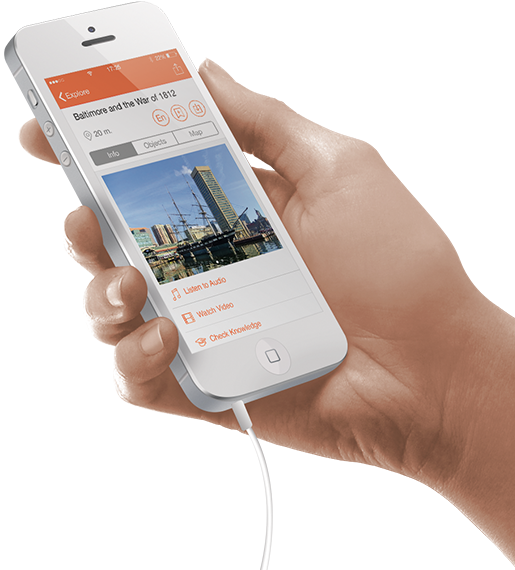 17:35
22%
Explore
Baltimore and the War of 1812
20 m.
En
Info
Objects
Map
Listen to Audio
Watch Video
Check Knowledge